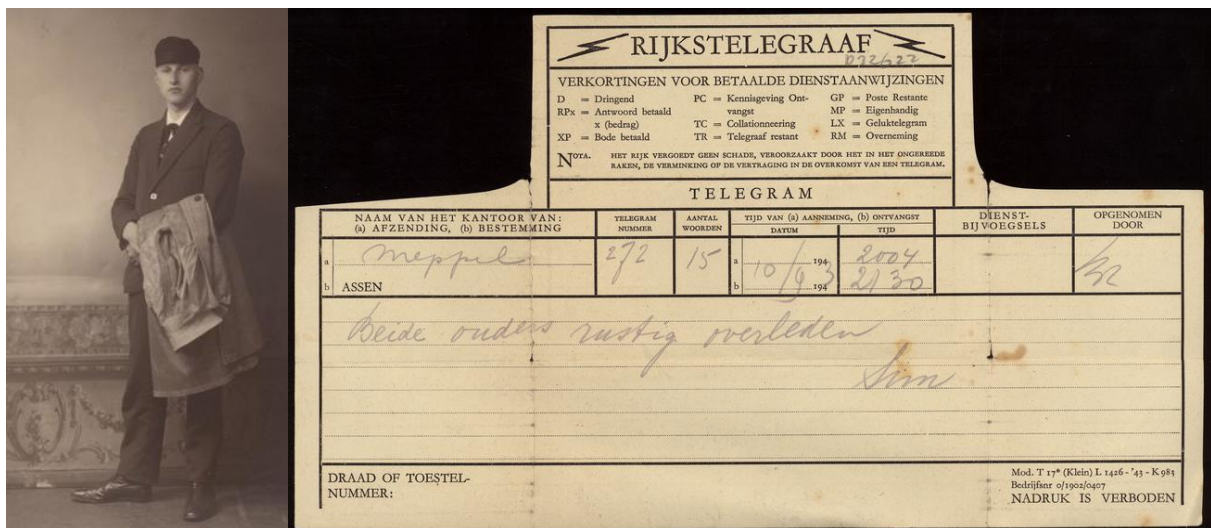 RIJKSTELEGRAAF
VERKORTINGEN VOOR BETAALDE DIENSTAANWIJZINGEN
D = Dringend PC = Kennisgeving Ont- GP = Poste Restante
RPx = Antwoord betaald vangst MP = Eigenhandig
x (bedrag) TC = Collationneering LX = Geluktelegram
XP = Bode betaald TR = Telegraaf restant RM = Overneming
NOTA. HET RIJK VERGOEDT GEEN SCHADE, VEROORZAAKT DOOR HET IN HET ONGEREEDE
RAKEN, DE VERMINKING OF DE VERTRAGING IN DE OVERKOMST VAN EEN TELEGRAM.
TELEGRAM
NAAM VAN HET KANTOOR VAN: TELEGRAM AANTAL TIJD VAN (a) AANNEMING, (b) ONTVANGST DIENST- OPGENOMEN
(a) AFZENDING, (b) BESTEMMING NUMMER WOORDEN DATUM TIJD BIJVOEGSELS DOOR
a Meppel 272 15 a 10/9 194 2004
b ASSEN b 3 194 2130
Beide ouders rustig overleden
DRAAD OF TOESTEL- Mod. T 17* (Klein) L 1426 - '43 - K 983
NUMMER: Bedrijfsnr 0/1902/0407
NADRUK IS VERBODEN